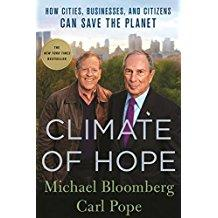 HOW CITIES, BUSINESSES, AND CITIZENS
CAN SAVE THE PLANET
THE
NEW YORK TIMES
BESTSELLER
CLIMATE
OF HOPE
Michael Bloomberg
Carl Pope